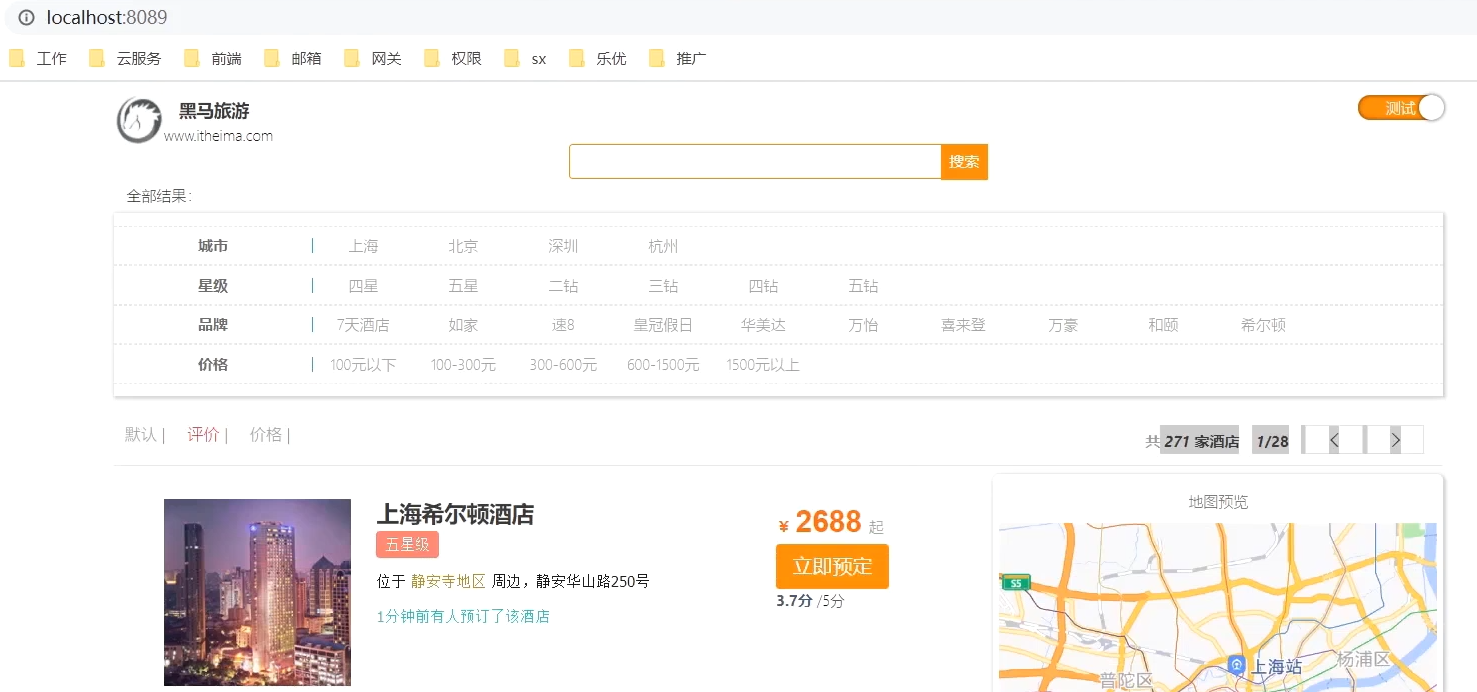 localhost:8089
工作 云服务 前端 邮箱 网关 权限 sx 乐优 推广
黑马旅游
www.itheima.com
测试
搜索
全部结果:
城市 | 上海 北京 深圳 杭州
星级 | 四星 五星 二钻 三钻 四钻 五钻
品牌 | 7天酒店 如家 速8 皇冠假日 华美达 万怡 喜来登 万豪 和颐 希尔顿
价格 | 100元以下 100-300元 300-600元 600-1500元 1500元以上
默认 | 评价 | 价格 |
共 271 家酒店 1/28 < >
上海希尔顿酒店
五星级
位于 静安寺地区 周边，静安华山路250号
1分钟前有人预订了该酒店
¥ 2688 起
立即预定
3.7分 /5分
地图预览
S5
上海站
杨浦区
普陀区